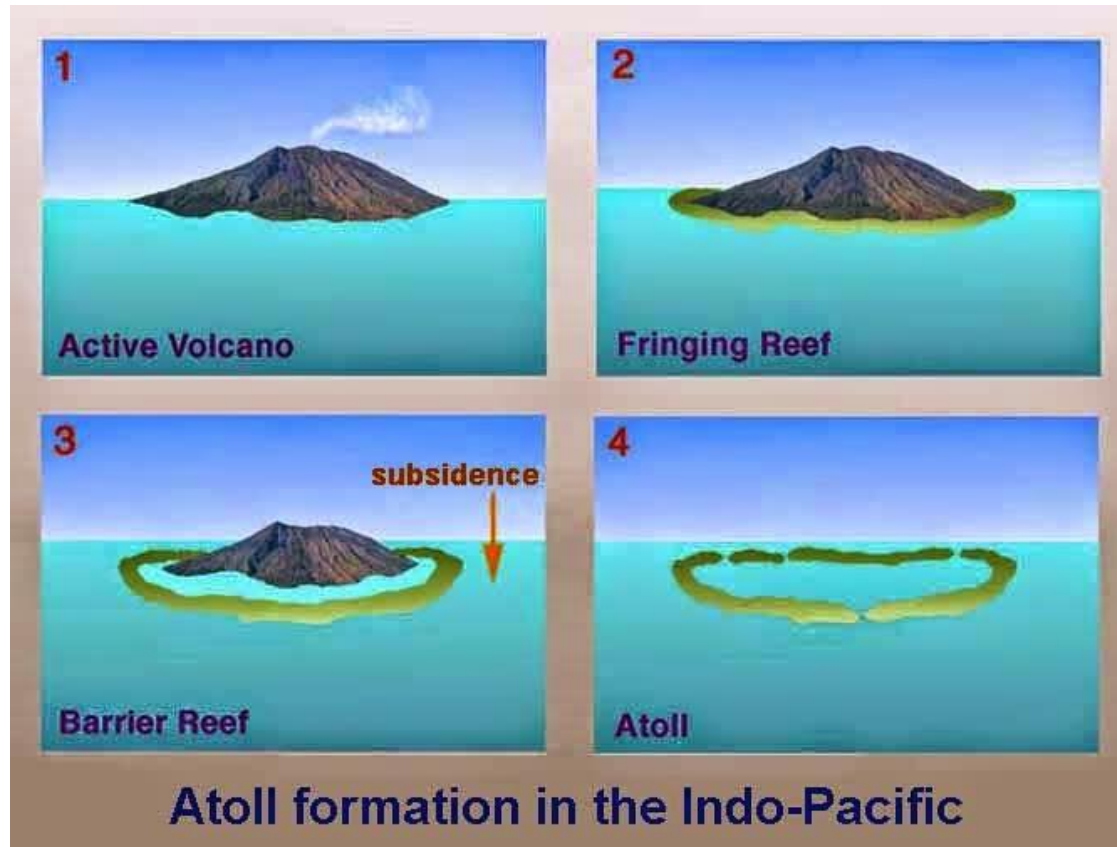 1
Active Volcano
2
Fringing Reef
3
subsidence
Barrier Reef
4
Atoll
Atoll formation in the Indo-Pacific